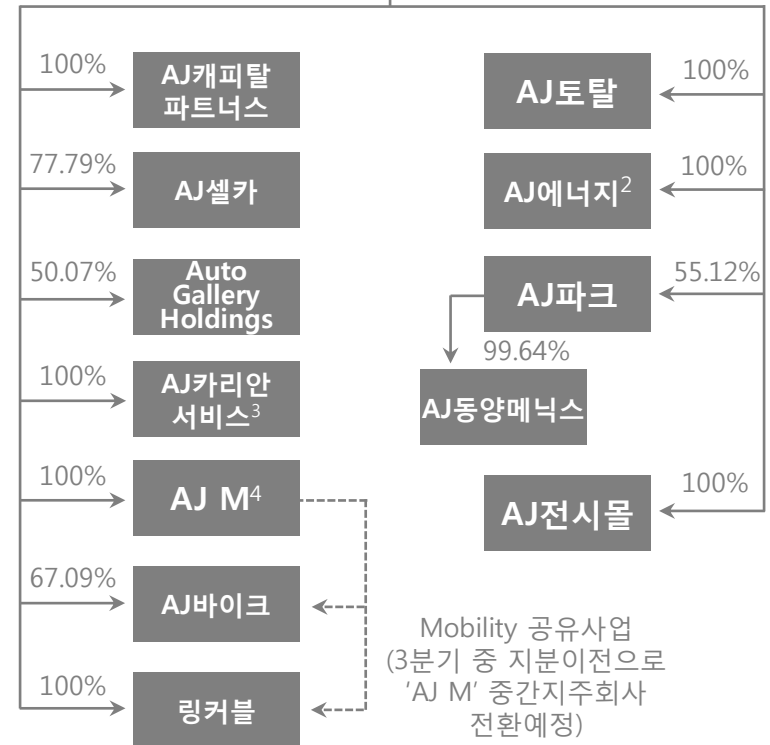 100%
AJ캐피탈
파트너스
77.79%
AJ셀카
50.07%
Auto
Gallery
Holdings
100%
AJ카리안
서비스3
100%
AJ M4
67.09%
AJ바이크
100%
링커블
AJ토탈
100%
AJ에너지2
100%
AJ파크
55.12%
99.64%
AJ동양메닉스
AJ전시몰
100%
Mobility 공유사업
(3분기 중 지분이전으로
'AJ M' 중간지주회사
전환예정)